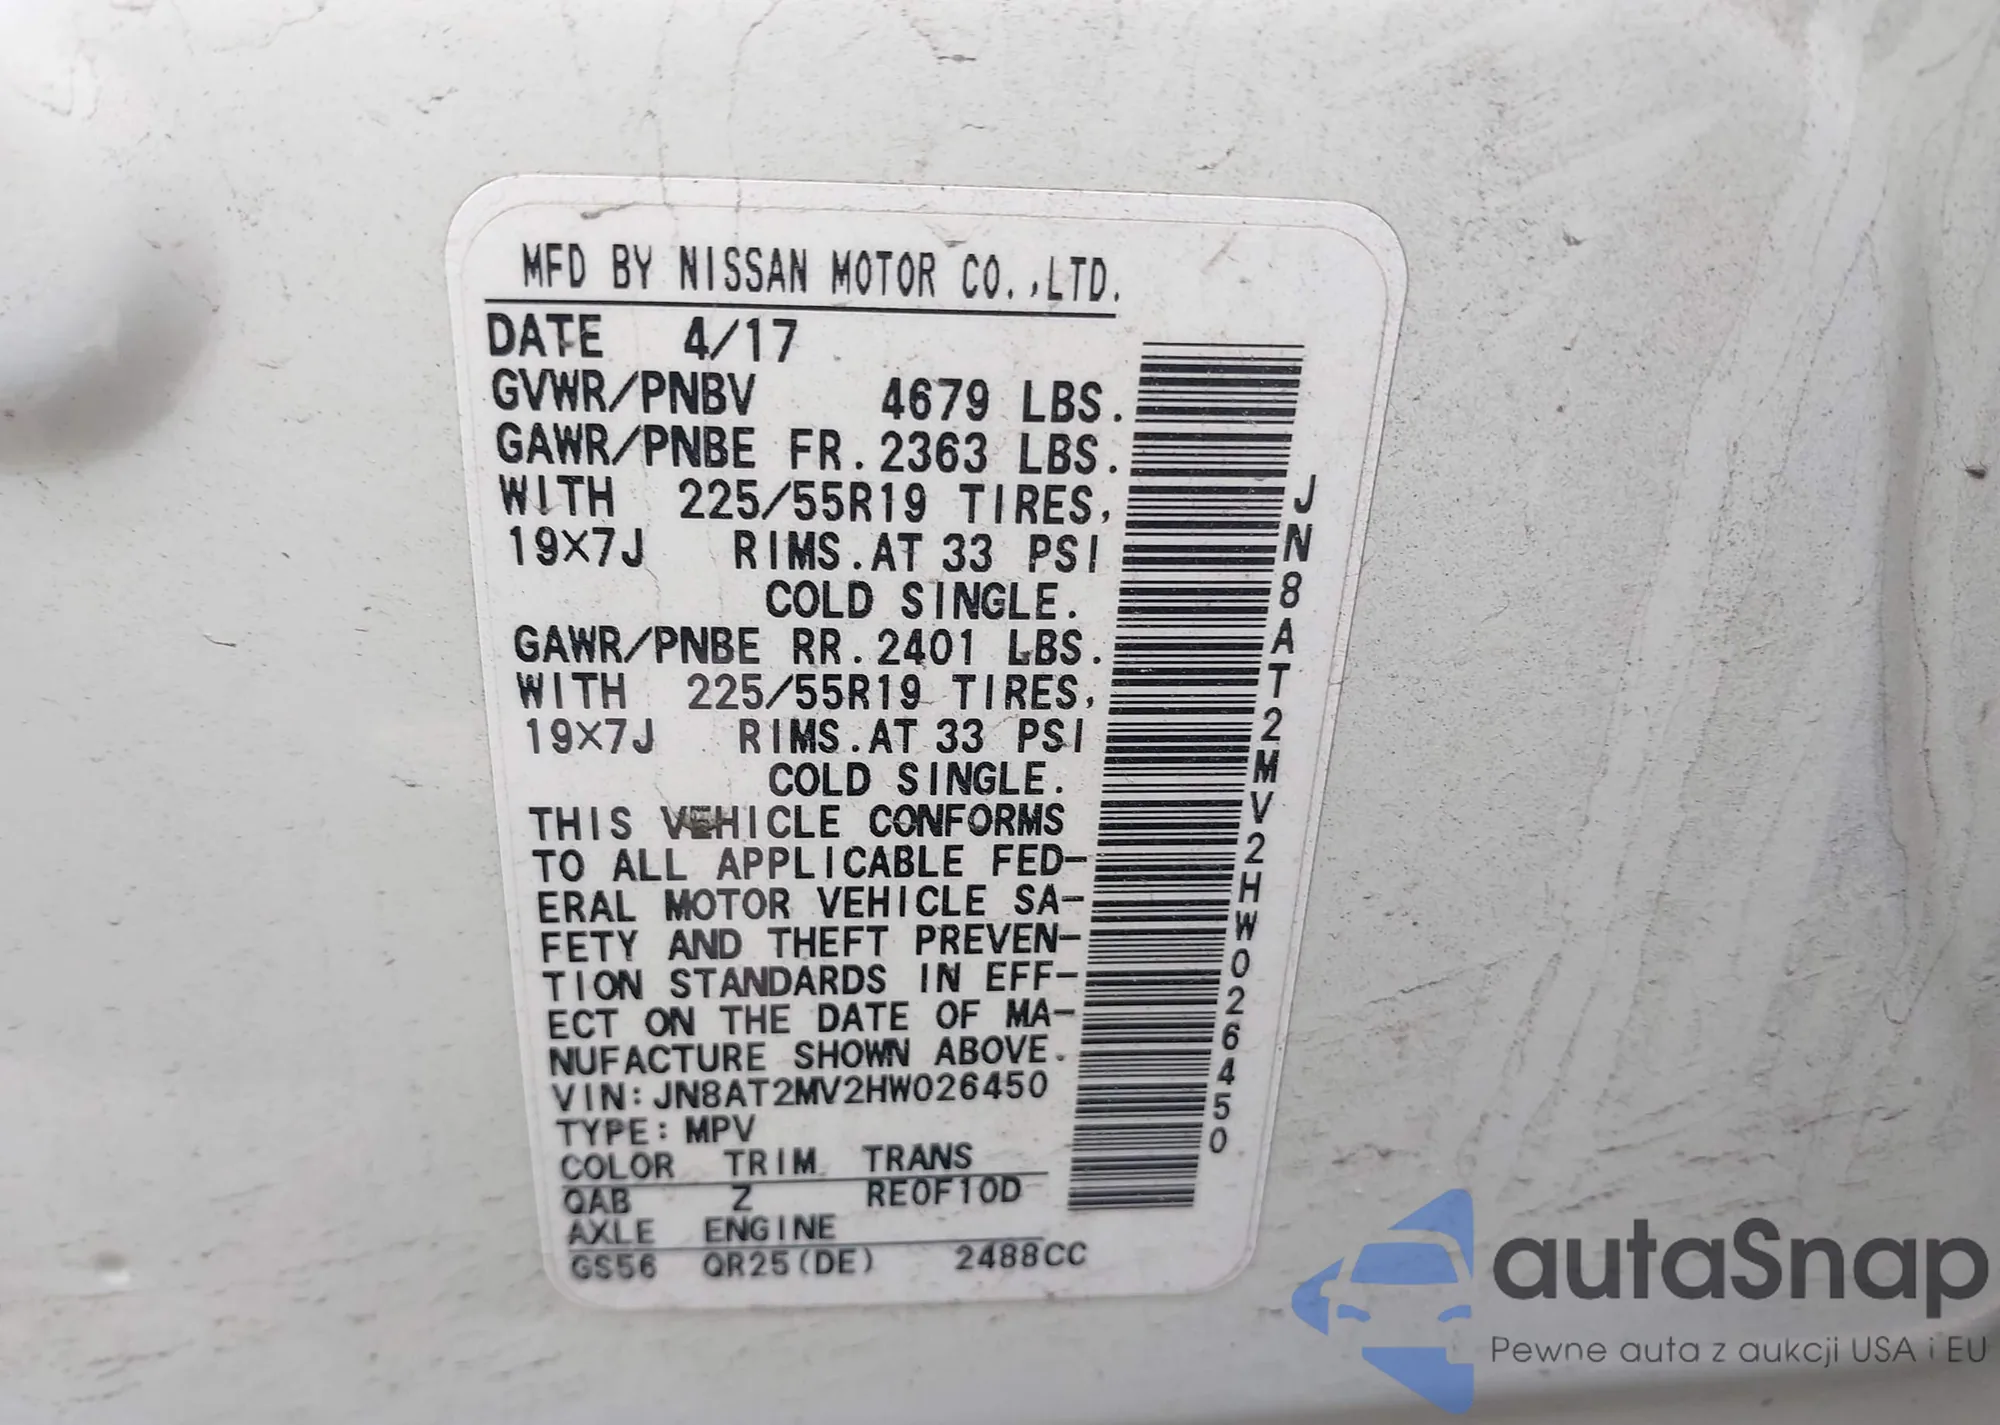 MFD BY NISSAN MOTOR CO.,LTD.
DATE 4/17
GVWR/PNBV 4679 LBS.
GAWR/PNBE FR.2363 LBS.
WITH 225/55R19 TIRES,
19×7J RIMS.AT 33 PSI
COLD SINGLE.
GAWR/PNBE RR.2401 LBS.
WITH 225/55R19 TIRES,
19×7J RIMS.AT 33 PSI
COLD SINGLE.
THIS VEHICLE CONFORMS
TO ALL APPLICABLE FED-
ERAL MOTOR VEHICLE SA-
FETY AND THEFT PREVEN-
TION STANDARDS IN EFF-
ECT ON THE DATE OF MA-
NUFACTURE SHOWN ABOVE.
VIN:JN8AT2MV2HW026450
TYPE:MPV
COLOR TRIM TRANS
QAB Z RE0F10D
AXLE ENGINE
GS56 QR25(DE) 2488CC
JN8AT2MV2HW026450
autaSnap
Pewne auta z aukcji USA i EU